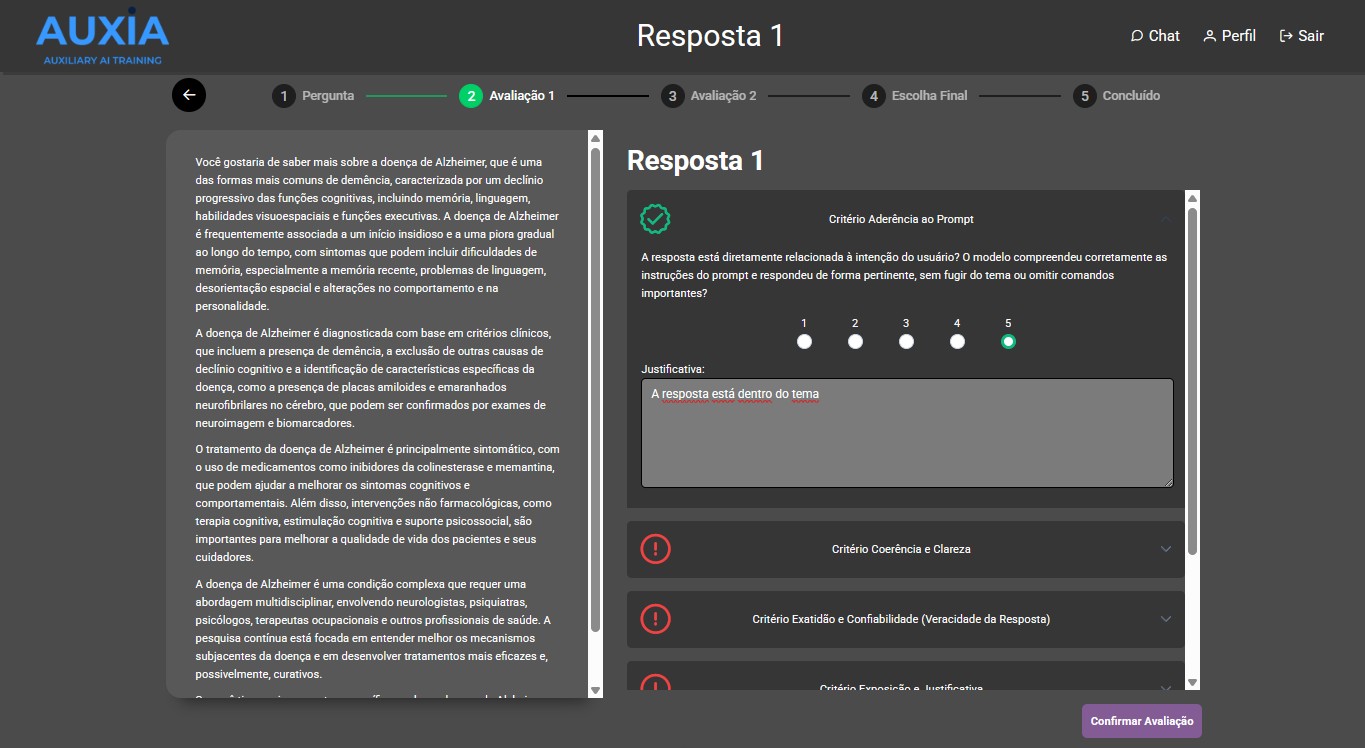 AUXIA
AUXILIARY AI TRAINING
Resposta 1
Chat
Perfil
Sair
1 Pergunta
2 Avaliação 1
3 Avaliação 2
4 Escolha Final
5 Concluído
Você gostaria de saber mais sobre a doença de Alzheimer, que é uma
das formas mais comuns de demência, caracterizada por um declínio
progressivo das funções cognitivas, incluindo memória, linguagem,
habilidades visuoespaciais e funções executivas. A doença de Alzheimer
é frequentemente associada a um início insidioso e a uma piora gradual
ao longo do tempo, com sintomas que podem incluir dificuldades de
memória, especialmente a memória recente, problemas de linguagem,
desorientação espacial e alterações no comportamento e na
personalidade.
A doença de Alzheimer é diagnosticada com base em critérios clínicos,
que incluem a presença de demência, a exclusão de outras causas de
declínio cognitivo e a identificação de características específicas da
doença, como a presença de placas amiloides e emaranhados
neurofibrilares no cérebro, que podem ser confirmados por exames de
neuroimagem e biomarcadores.
O tratamento da doença de Alzheimer é principalmente sintomático, com
o uso de medicamentos como inibidores da colinesterase e memantina,
que podem ajudar a melhorar os sintomas cognitivos e
comportamentais. Além disso, intervenções não farmacológicas, como
terapia cognitiva, estimulação cognitiva e suporte psicossocial, são
importantes para melhorar a qualidade de vida dos pacientes e seus
cuidadores.
A doença de Alzheimer é uma condição complexa que requer uma
abordagem multidisciplinar, envolvendo neurologistas, psiquiatras,
psicólogos, terapeutas ocupacionais e outros profissionais de saúde. A
pesquisa contínua está focada em entender melhor os mecanismos
subjacentes da doença e em desenvolver tratamentos mais eficazes e,
possivelmente, curativos.
Resposta 1
Critério Aderência ao Prompt
A resposta está diretamente relacionada à intenção do usuário? O modelo compreendeu corretamente as
instruções do prompt e respondeu de forma pertinente, sem fugir do tema ou omitir comandos
importantes?
1 2 3 4 5
Justificativa:
A resposta está dentro do tema
Critério Coerência e Clareza
Critério Exatidão e Confiabilidade (Veracidade da Resposta)
Critério Exposição e Justificativa
Confirmar Avaliação